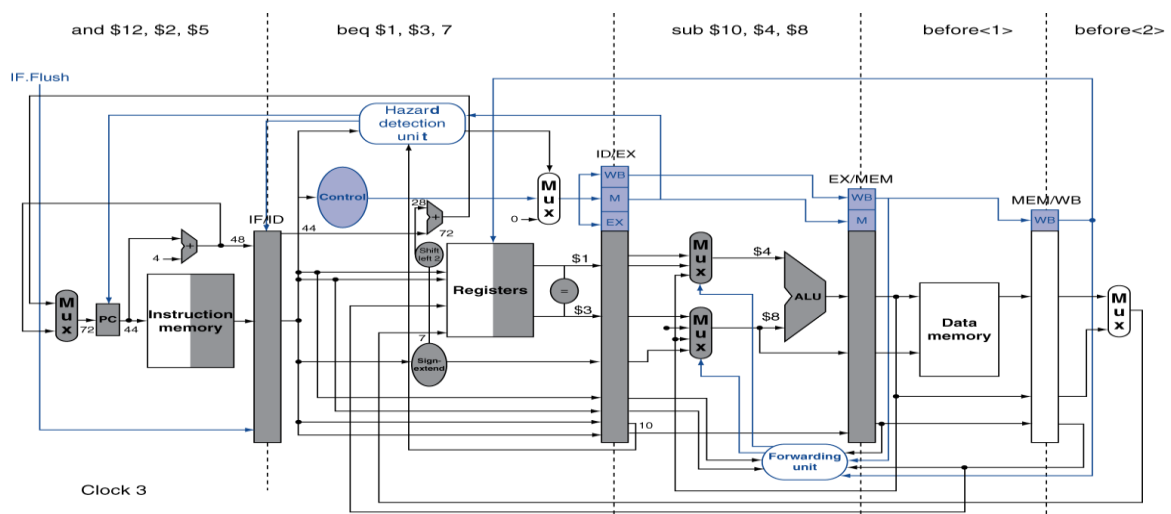 and $12, $2, $5
beq $1, $3, 7
sub $10, $4, $8
before<1>
before<2>
IF.Flush
Hazard
detection
unit
ID/EX
WB
M
EX
EX/MEM
WB
M
MEM/WB
WB
Control
Mux
0
IF/ID
28
+
72
44
48
+
4
Shift
left 2
Registers
$1
=
$3
Mux
$4
ALU
Mux
$8
Mux
72
PC
44
Instruction
memory
7
Sign-
extend
Data
memory
Mux
10
Forwarding
unit
Clock 3